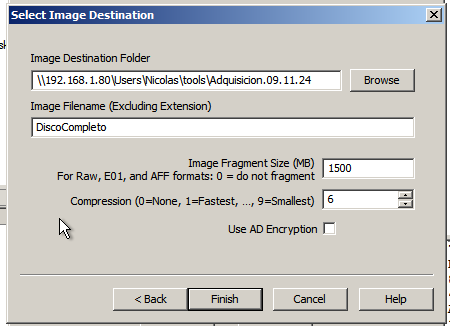 Select Image Destination
Image Destination Folder
\\192.168.1.80\Users\Nicolas\tools\Adquisicion.09.11.24
Browse
Image Filename (Excluding Extension)
DiscoCompleto
Image Fragment Size (MB)
1500
For Raw, E01, and AFF formats: 0 = do not fragment
Compression (0=None, 1=Fastest, ..., 9=Smallest)
6
Use AD Encryption
< Back
Finish
Cancel
Help